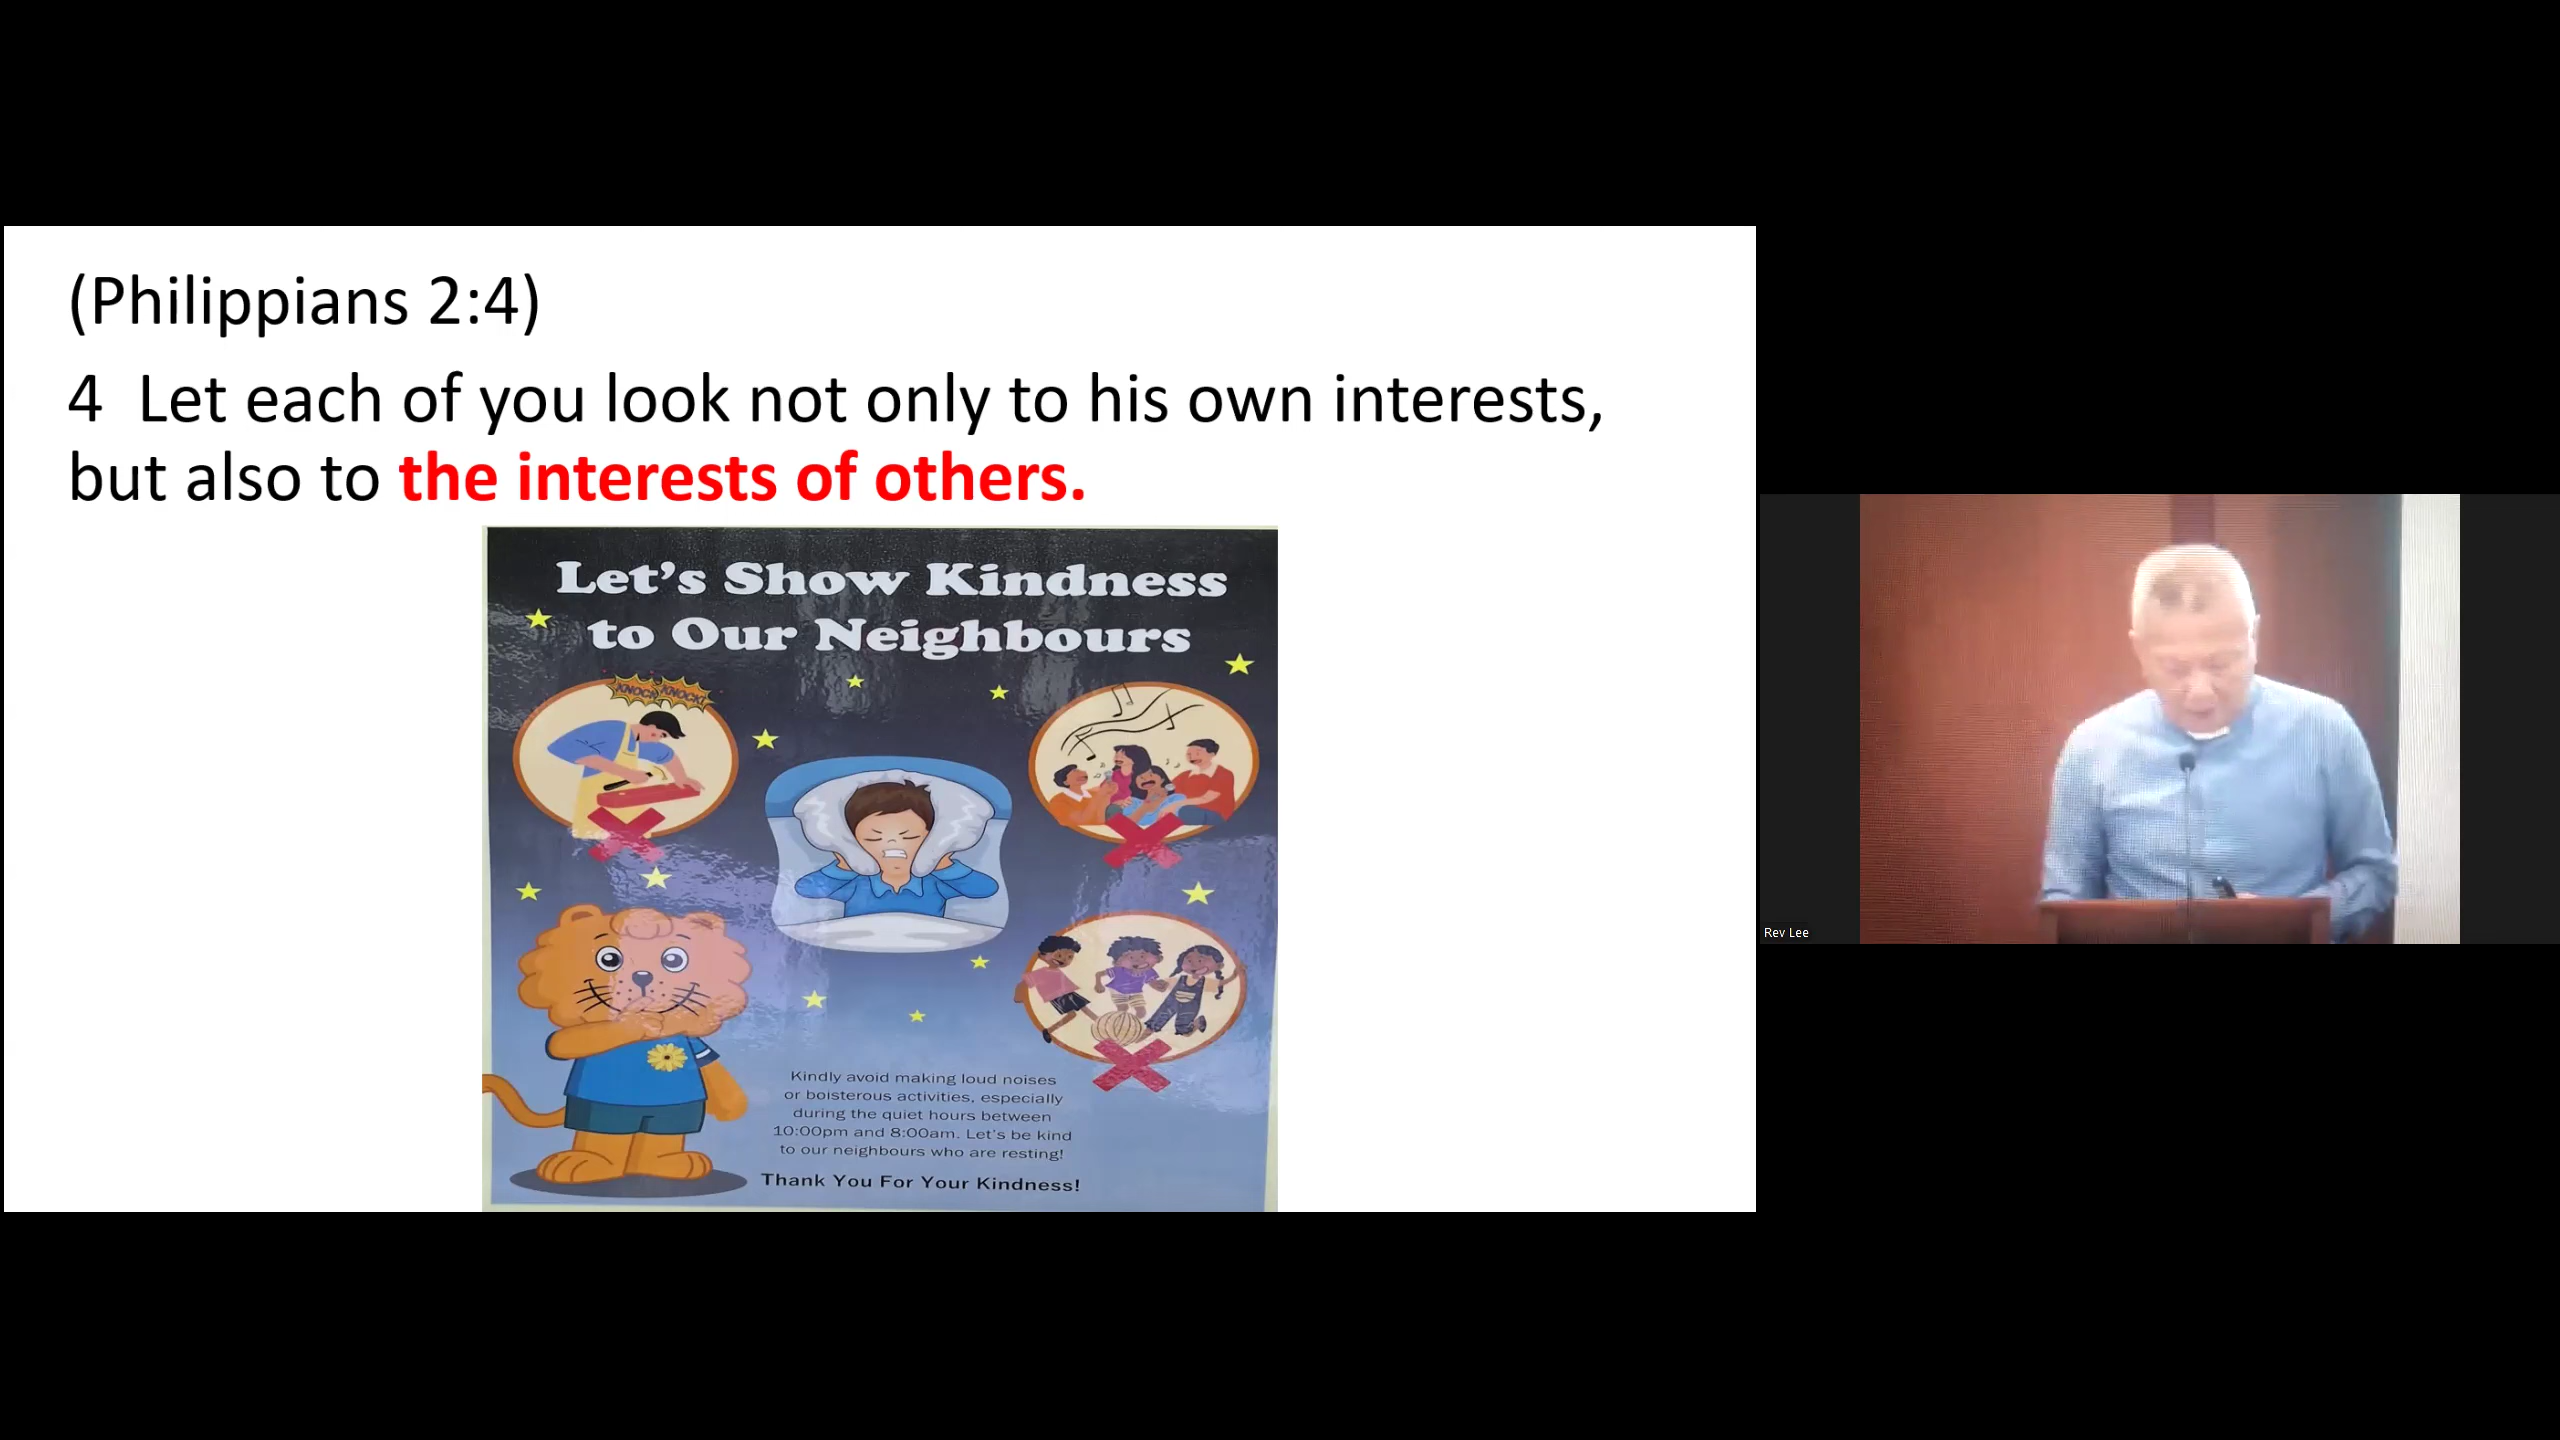 (Philippians 2:4)
4 Let each of you look not only to his own interests,
but also to the interests of others.
Let's Show Kindness
to Our Neighbours
KNOCK KNOCK!
Kindly avoid making loud noises
or boisterous activities, especially
during the quiet hours between
10:00pm and 8:00am. Let's be kind
to our neighbours who are resting!
Thank You For Your Kindness!
Rev Lee